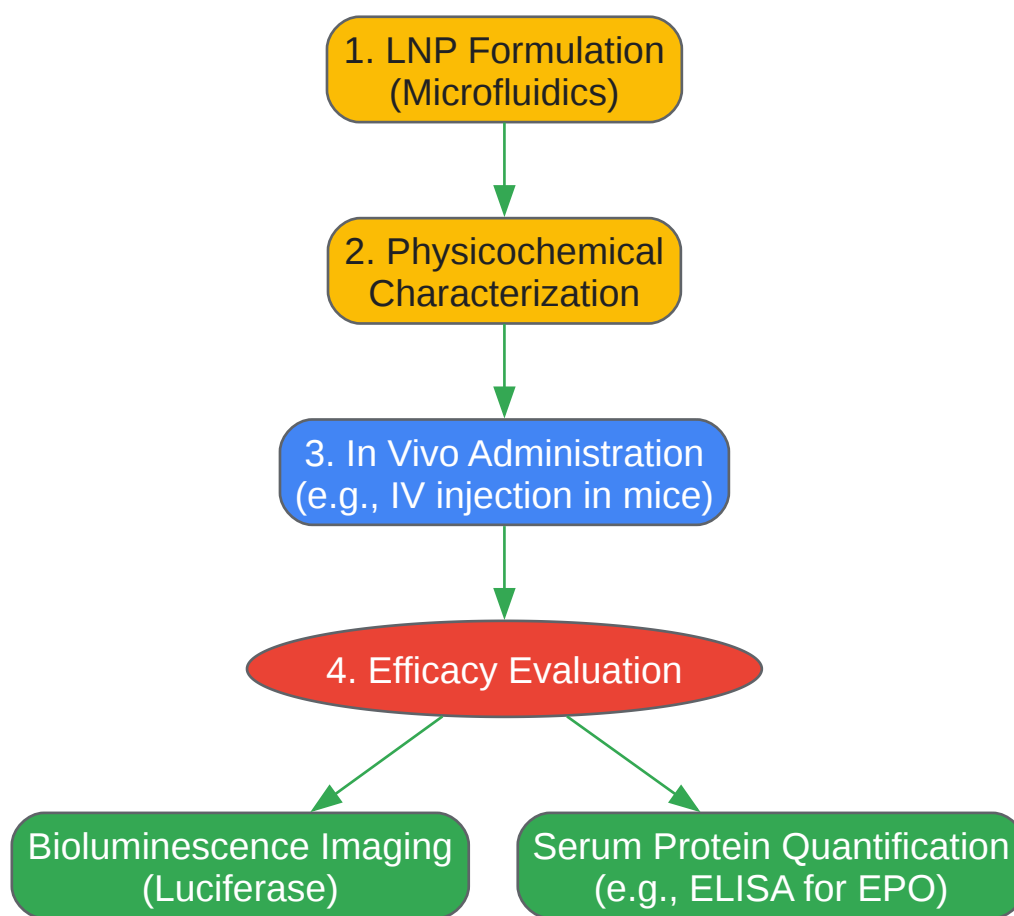 1. LNP Formulation
(Microfluidics)
2. Physicochemical
Characterization
3. In Vivo Administration
(e.g., IV injection in mice)
4. Efficacy Evaluation
Bioluminescence Imaging
(Luciferase)
Serum Protein Quantification
(e.g., ELISA for EPO)